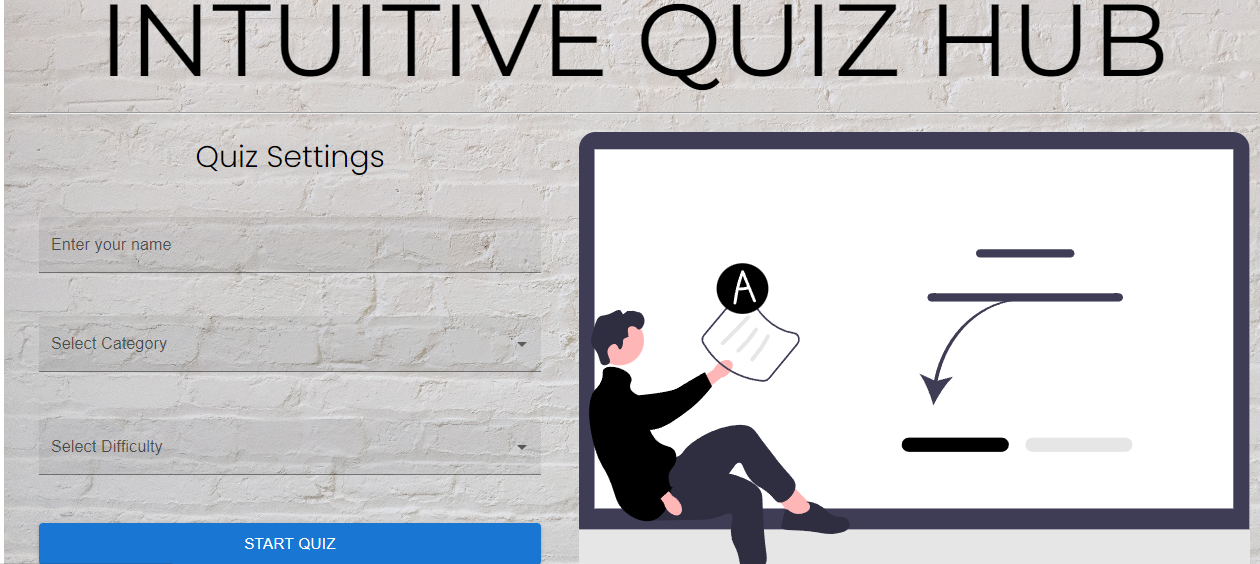 INTUITIVE QUIZ HUB
Quiz Settings
Enter your name
Select Category
Select Difficulty
START QUIZ
A